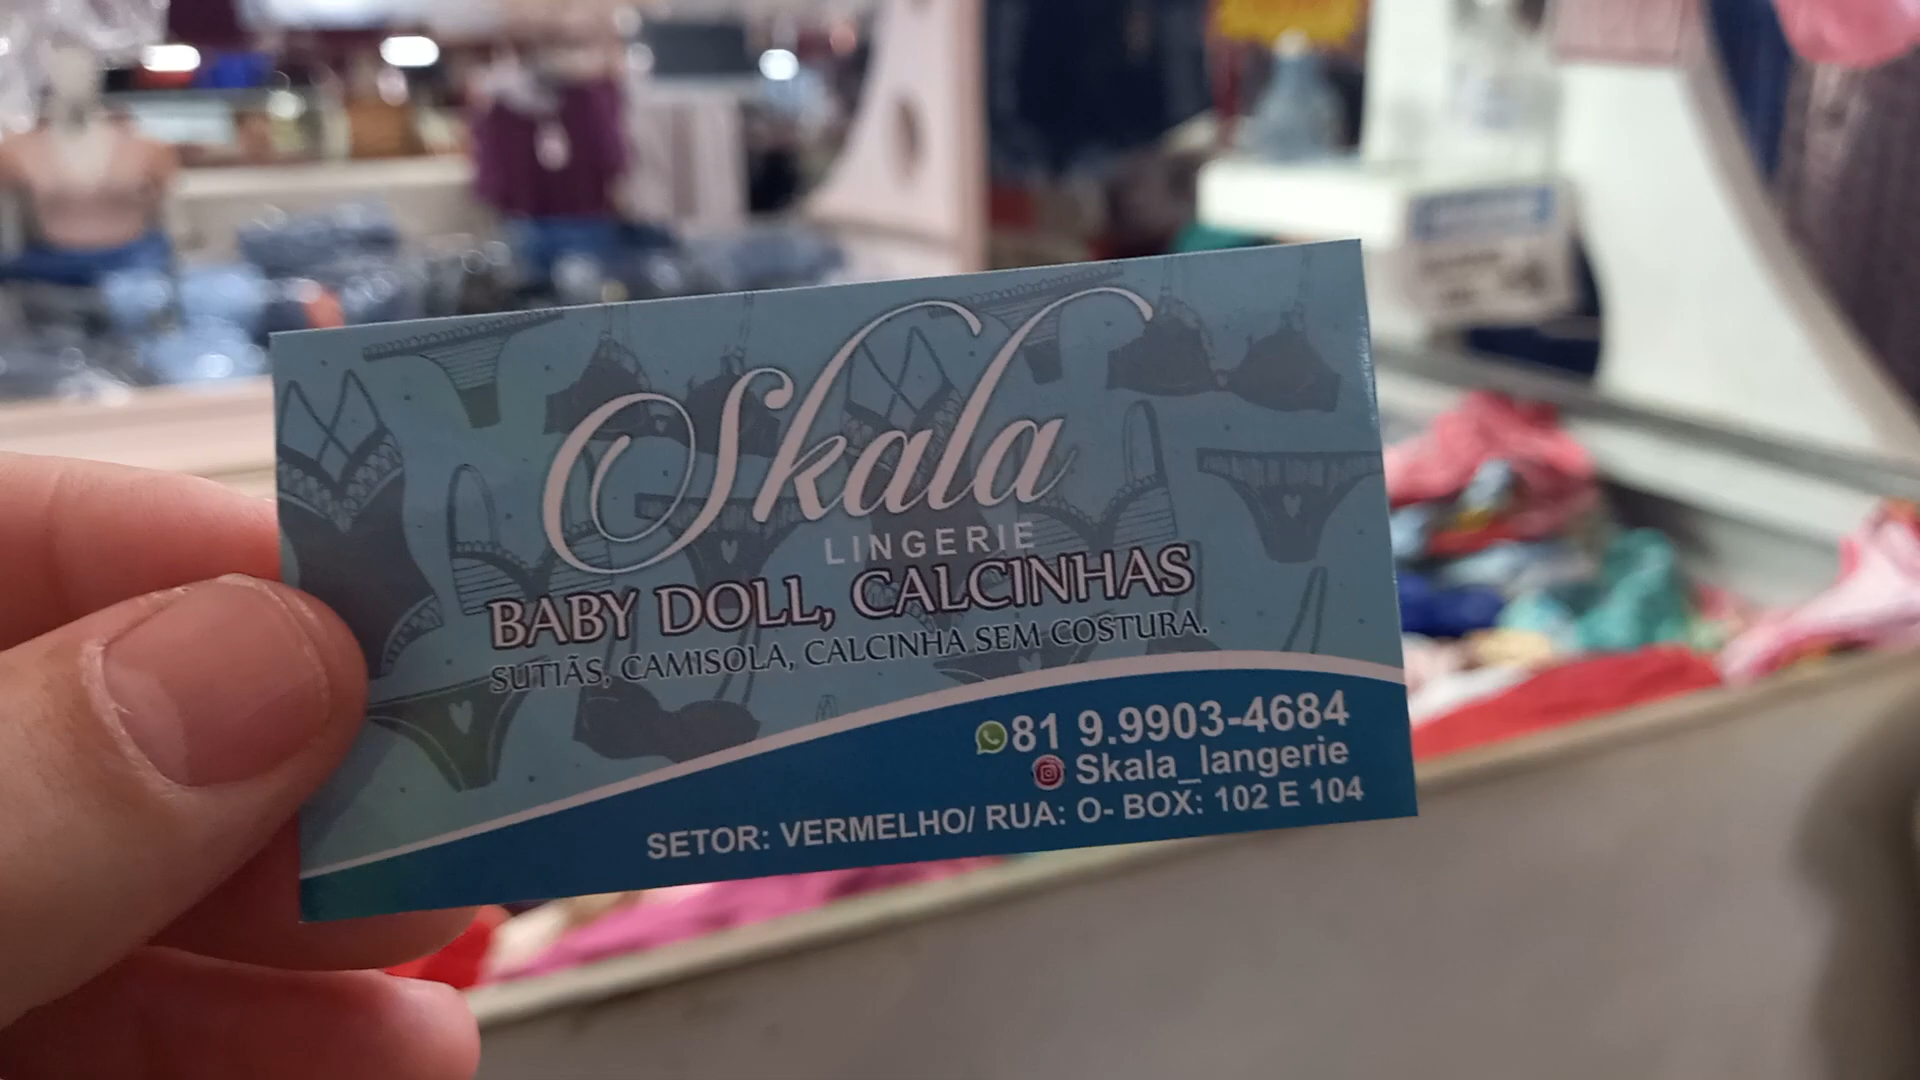 Skala
LINGERIE
BABY DOLL, CALCINHAS
SUTIÃS, CAMISOLA, CALCINHA SEM COSTURA.
81 9.9903-4684
Skala_langerie
SETOR: VERMELHO/ RUA: O- BOX: 102 E 104